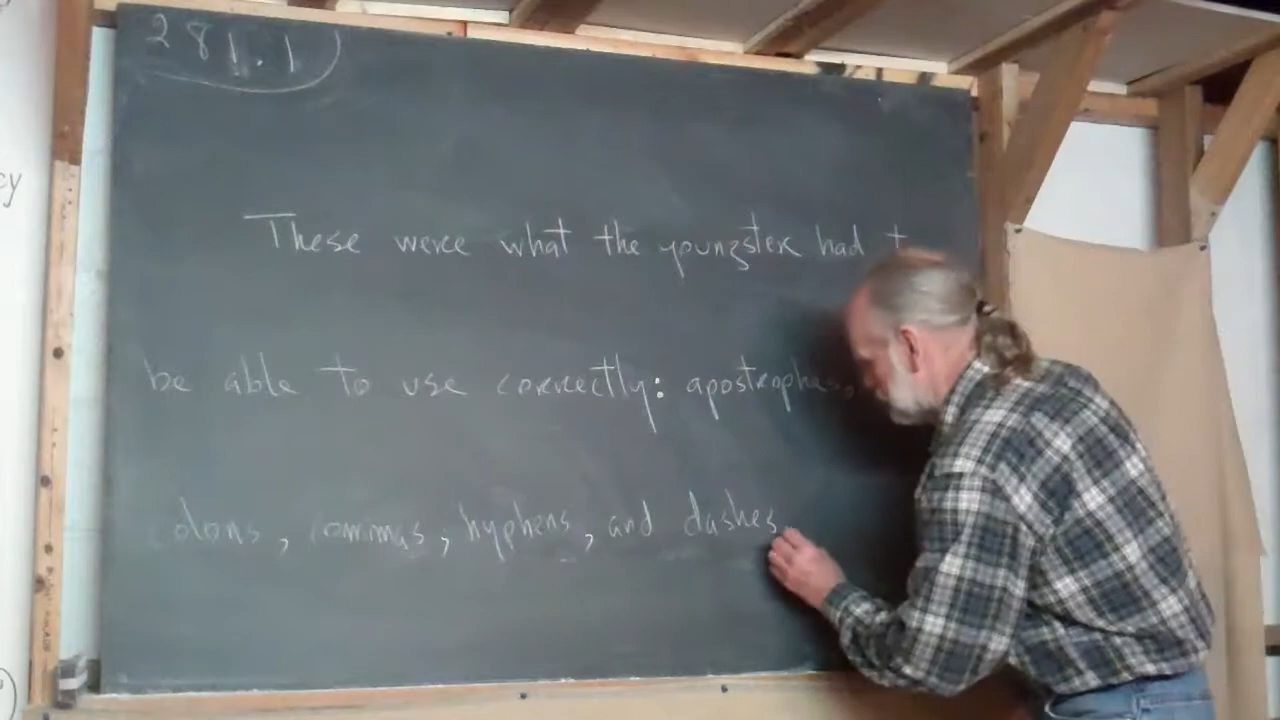 281.1
cy
These were what the youngster had t
be able to use correctly: apostrophes,
colons, commas, hyphens, and dashes